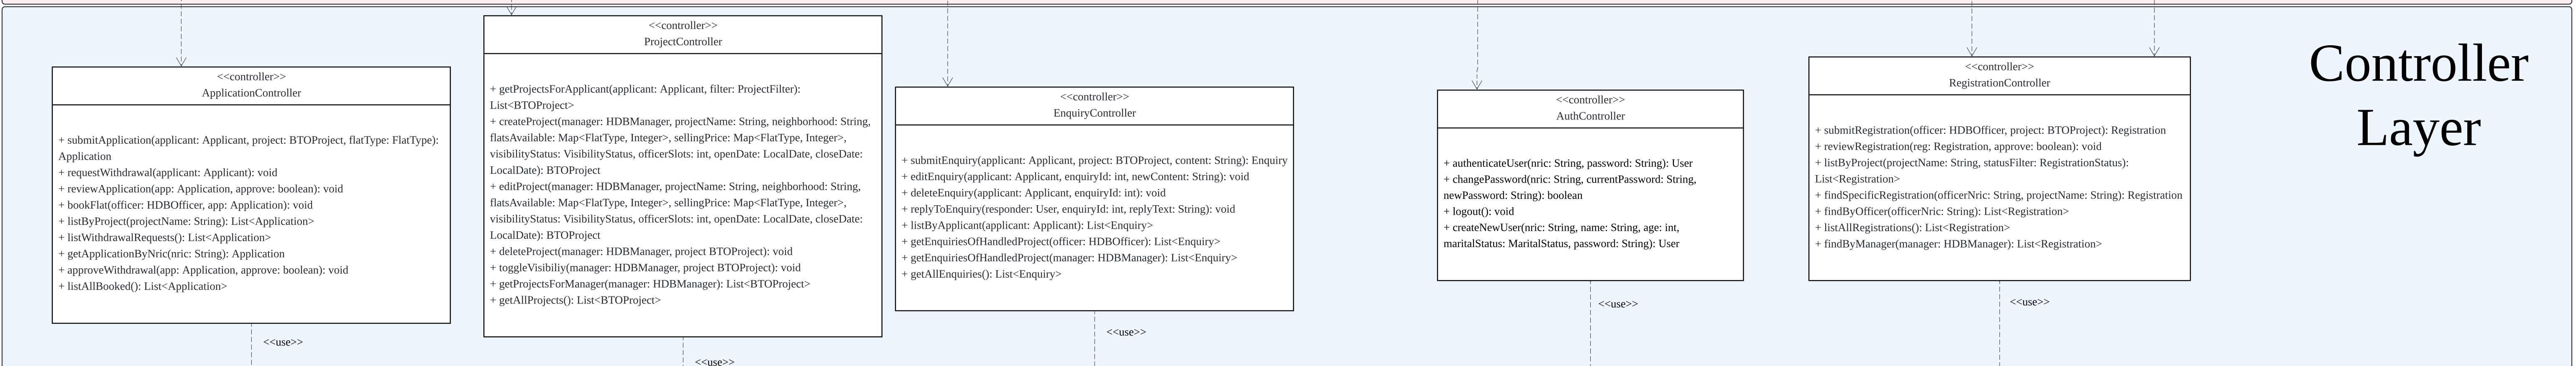 <<controller>>
ApplicationController
+ submitApplication(applicant: Applicant, project: BTOProject, flatType: FlatType):
Application
+ requestWithdrawal(applicant: Applicant): void
+ reviewApplication(app: Application, approve: boolean): void
+ bookFlat(officer: HDBOfficer, app: Application): void
+ listByProject(projectName: String): List<Application>
+ listWithdrawalRequests(): List<Application>
+ getApplicationByNric(nric: String): Application
+ approveWithdrawal(app: Application, approve: boolean): void
+ listAllBooked(): List<Application>
<<use>>
<<controller>>
ProjectController
+ getProjectsForApplicant(applicant: Applicant, filter: ProjectFilter):
List<BTOProject>
+ createProject(manager: HDBManager, projectName: String, neighborhood: String,
flatsAvailable: Map<FlatType, Integer>, sellingPrice: Map<FlatType, Integer>,
visibilityStatus: VisibilityStatus, officerSlots: int, openDate: LocalDate, closeDate:
LocalDate): BTOProject
+ editProject(manager: HDBManager, projectName: String, neighborhood: String,
flatsAvailable: Map<FlatType, Integer>, sellingPrice: Map<FlatType, Integer>,
visibilityStatus: VisibilityStatus, officerSlots: int, openDate: LocalDate, closeDate:
LocalDate): BTOProject
+ deleteProject(manager: HDBManager, project BTOProject): void
+ toggleVisibiliy(manager: HDBManager, project BTOProject): void
+ getProjectsForManager(manager: HDBManager): List<BTOProject>
+ getAllProjects(): List<BTOProject>
<<use>>
<<controller>>
EnquiryController
+ submitEnquiry(applicant: Applicant, project: BTOProject, content: String): Enquiry
+ editEnquiry(applicant: Applicant, enquiryId: int, newContent: String): void
+ deleteEnquiry(applicant: Applicant, enquiryId: int): void
+ replyToEnquiry(responder: User, enquiryId: int, replyText: String): void
+ listByApplicant(applicant: Applicant): List<Enquiry>
+ getEnquiriesOfHandledProject(officer: HDBOfficer): List<Enquiry>
+ getEnquiriesOfHandledProject(manager: HDBManager): List<Enquiry>
+ getAllEnquiries(): List<Enquiry>
<<use>>
<<controller>>
AuthController
+ authenticateUser(nric: String, password: String): User
+ changePassword(nric: String, currentPassword: String,
newPassword: String): boolean
+ logout(): void
+ createNewUser(nric: String, name: String, age: int,
maritalStatus: MaritalStatus, password: String): User
<<use>>
<<controller>>
RegistrationController
+ submitRegistration(officer: HDBOfficer, project: BTOProject): Registration
+ reviewRegistration(reg: Registration, approve: boolean): void
+ listByProject(projectName: String, statusFilter: RegistrationStatus):
List<Registration>
+ findSpecificRegistration(officerNric: String, projectName: String): Registration
+ findByOfficer(officerNric: String): List<Registration>
+ listAllRegistrations(): List<Registration>
+ findByManager(manager: HDBManager): List<Registration>
<<use>>
Controller
Layer